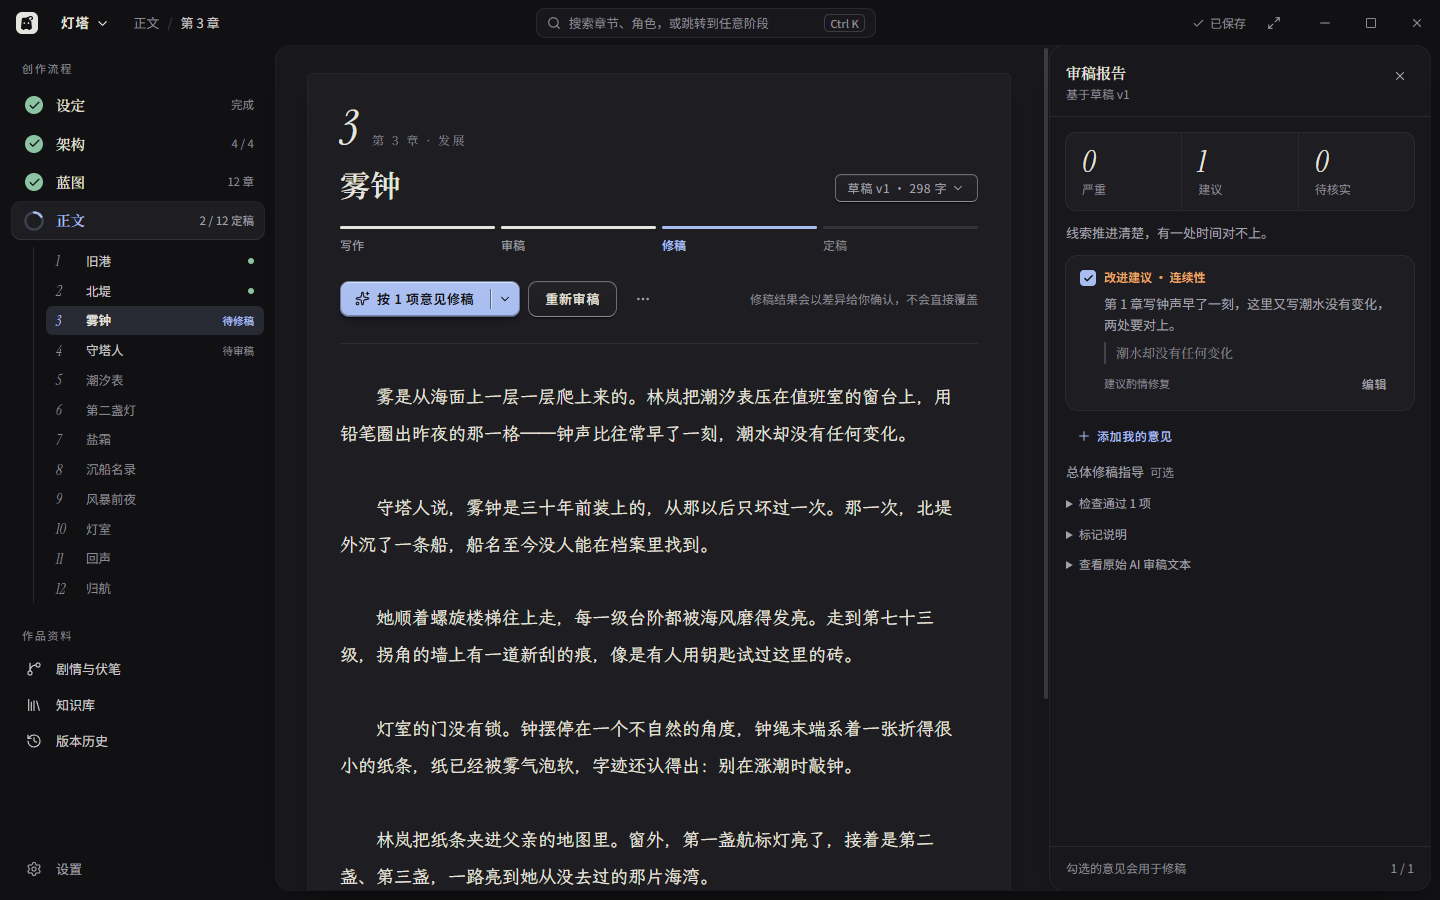 灯塔
正文 / 第 3 章
搜索章节、角色，或跳转到任意阶段
Ctrl K
已保存
创作流程
设定 完成
架构 4 / 4
蓝图 12 章
正文 2 / 12 定稿
1 旧港
2 北堤
3 雾钟 待修稿
4 守塔人 待审稿
5 潮汐表
6 第二盏灯
7 盐霜
8 沉船名录
9 风暴前夜
10 灯室
11 回声
12 归航
作品资料
剧情与伏笔
知识库
版本历史
设置
3 第 3 章 · 发展
雾钟
草稿 v1 · 298 字
写作 审稿 修稿 定稿
按 1 项意见修稿
重新审稿
···
修稿结果会以差异给你确认，不会直接覆盖
雾是从海面上一层一层爬上来的。林岚把潮汐表压在值班室的窗台上，用
铅笔圈出昨夜的那一格——钟声比往常早了一刻，潮水却没有任何变化。
守塔人说，雾钟是三十年前装上的，从那以后只坏过一次。那一次，北堤
外沉了一条船，船名至今没人能在档案里找到。
她顺着螺旋楼梯往上走，每一级台阶都被海风磨得发亮。走到第七十三
级，拐角的墙上有一道新刮的痕，像是有人用钥匙试过这里的砖。
灯室的门没有锁。钟摆停在一个不自然的角度，钟绳末端系着一张折得很
小的纸条，纸已经被雾气泡软，字迹还认得出：别在涨潮时敲钟。
林岚把纸条夹进父亲的地图里。窗外，第一盏航标灯亮了，接着是第二
盏、第三盏，一路亮到她从没去过的那片海湾。
审稿报告
基于草稿 v1
0 1 0
严重 建议 待核实
线索推进清楚，有一处时间对不上。
改进建议 · 连续性
第 1 章写钟声早了一刻，这里又写潮水没有变化，
两处要对上。
潮水却没有任何变化
建议酌情修复 编辑
添加我的意见
总体修稿指导 可选
检查通过 1 项
标记说明
查看原始 AI 审稿文本
勾选的意见会用于修稿 1 / 1